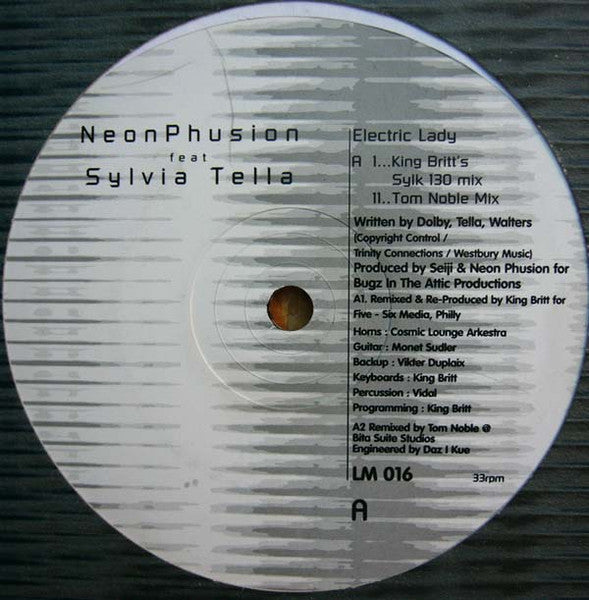 NeonPhusion
feat
Sylvia Tella
Electric Lady
A 1...King Britt's
Sylk 130 mix
11..Tom Noble Mix
Written by Dolby, Tella, Walters
(Copyright Control /
Trinity Connections / Westbury Music)
Produced by Seiji & Neon Phusion for
Bugz In The Attic Productions
A1. Remixed & Re-Produced by King Britt for
Five - Six Media, Philly
Horns : Cosmic Lounge Arkestra
Guitar : Monet Sudler
Backup : Vikter Duplaix
Keyboards : King Britt
Percussion : Vidal
Programming : King Britt
A2 Remixed by Tom Noble @
Bita Suite Studios
Engineered by Daz I Kue
LM 016
33rpm
A